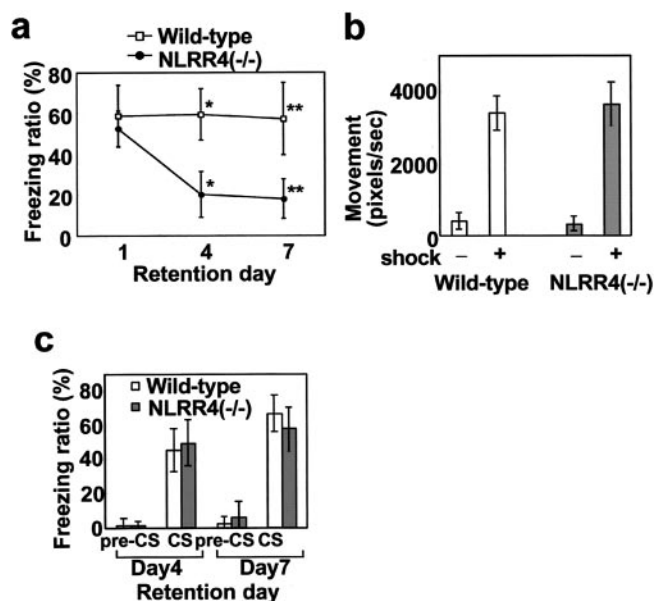 a
Wild-type
NLRR4(-/-)
Freezing ratio (%)
80
60
40
20
0
*
**
*
**
1 4 7
Retention day
b
Movement
(pixels/sec)
4000
2000
0
shock − + − +
Wild-type NLRR4(-/-)
c
Wild-type
NLRR4(-/-)
Freezing ratio (%)
80
60
40
20
0
pre-CS CS pre-CS CS
Day4 Day7
Retention day